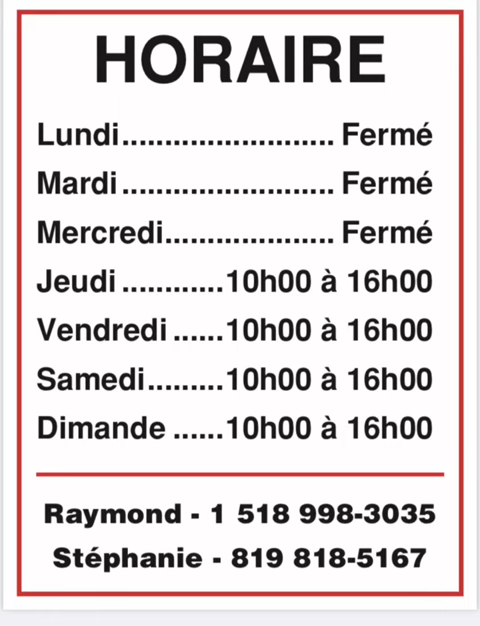 HORAIRE
Lundi......................... Fermé
Mardi ......................... Fermé
Mercredi.................... Fermé
Jeudi ............10h00 à 16h00
Vendredi ......10h00 à 16h00
Samedi.........10h00 à 16h00
Dimande ......10h00 à 16h00
Raymond - 1 518 998-3035
Stéphanie - 819 818-5167